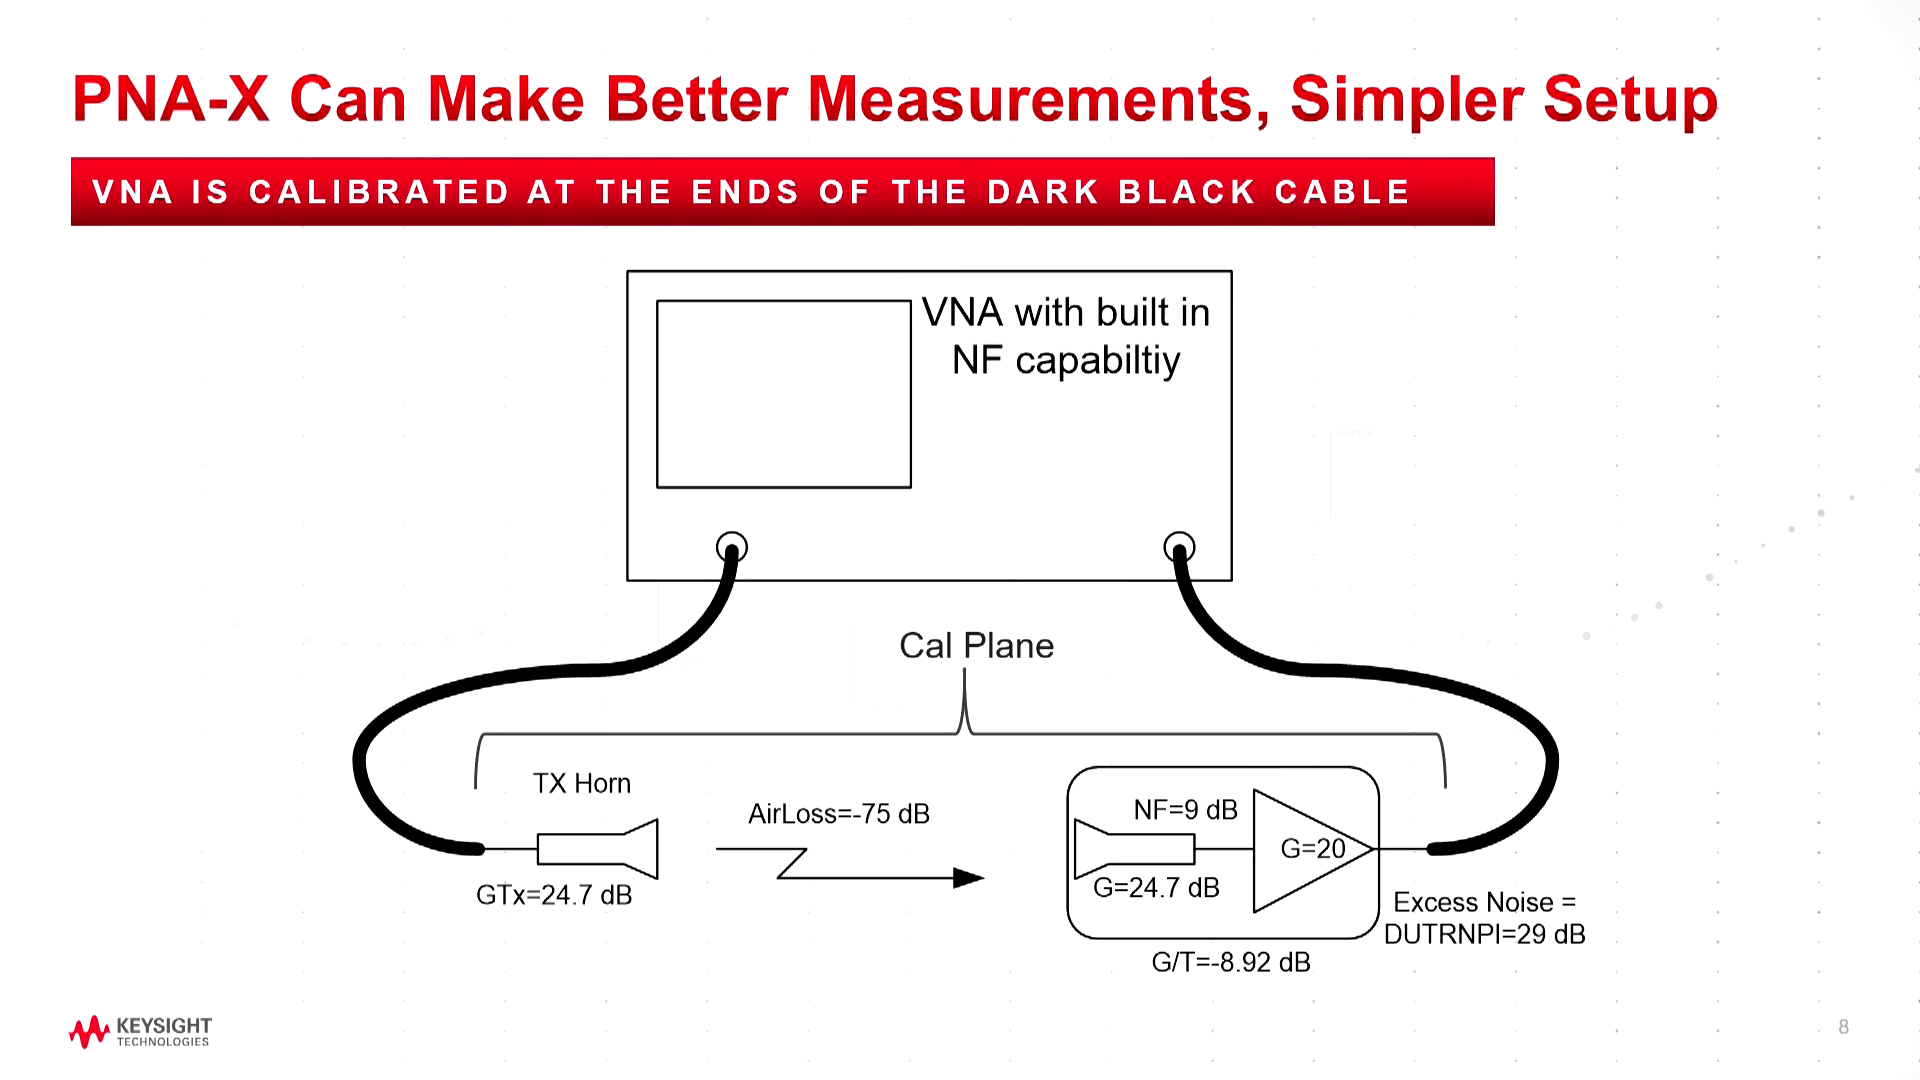 PNA-X Can Make Better Measurements, Simpler Setup
VNA IS CALIBRATED AT THE ENDS OF THE DARK BLACK CABLE
VNA with built in
NF capabiltiy
Cal Plane
TX Horn
AirLoss=-75 dB
NF=9 dB
G=20
GTx=24.7 dB
G=24.7 dB
Excess Noise =
DUTRNPI=29 dB
G/T=-8.92 dB
KEYSIGHT
TECHNOLOGIES
8